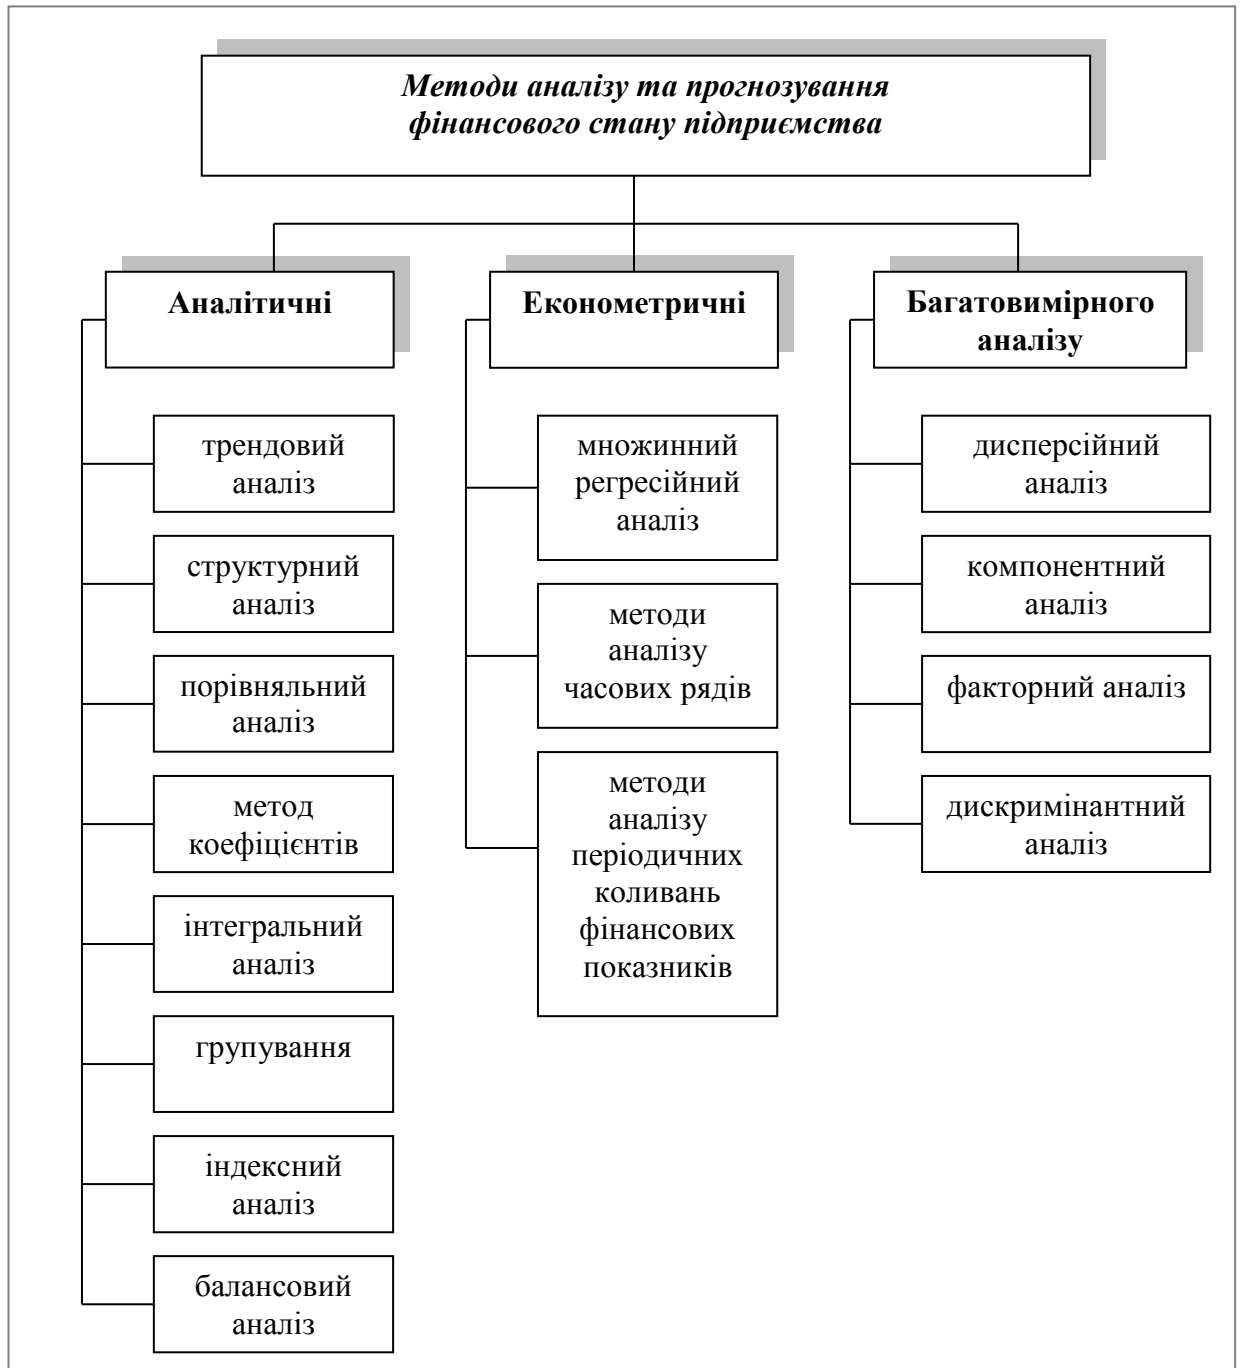 Методи аналізу та прогнозування
фінансового стану підприємства
Аналітичні
трендовий
аналіз
структурний
аналіз
порівняльний
аналіз
метод
коефіцієнтів
інтегральний
аналіз
групування
індексний
аналіз
балансовий
аналіз
Економетричні
множинний
регресійний
аналіз
методи
аналізу
часових рядів
методи
аналізу
періодичних
коливань
фінансових
показників
Багатовимірного
аналізу
дисперсійний
аналіз
компонентний
аналіз
факторний аналіз
дискримінантний
аналіз